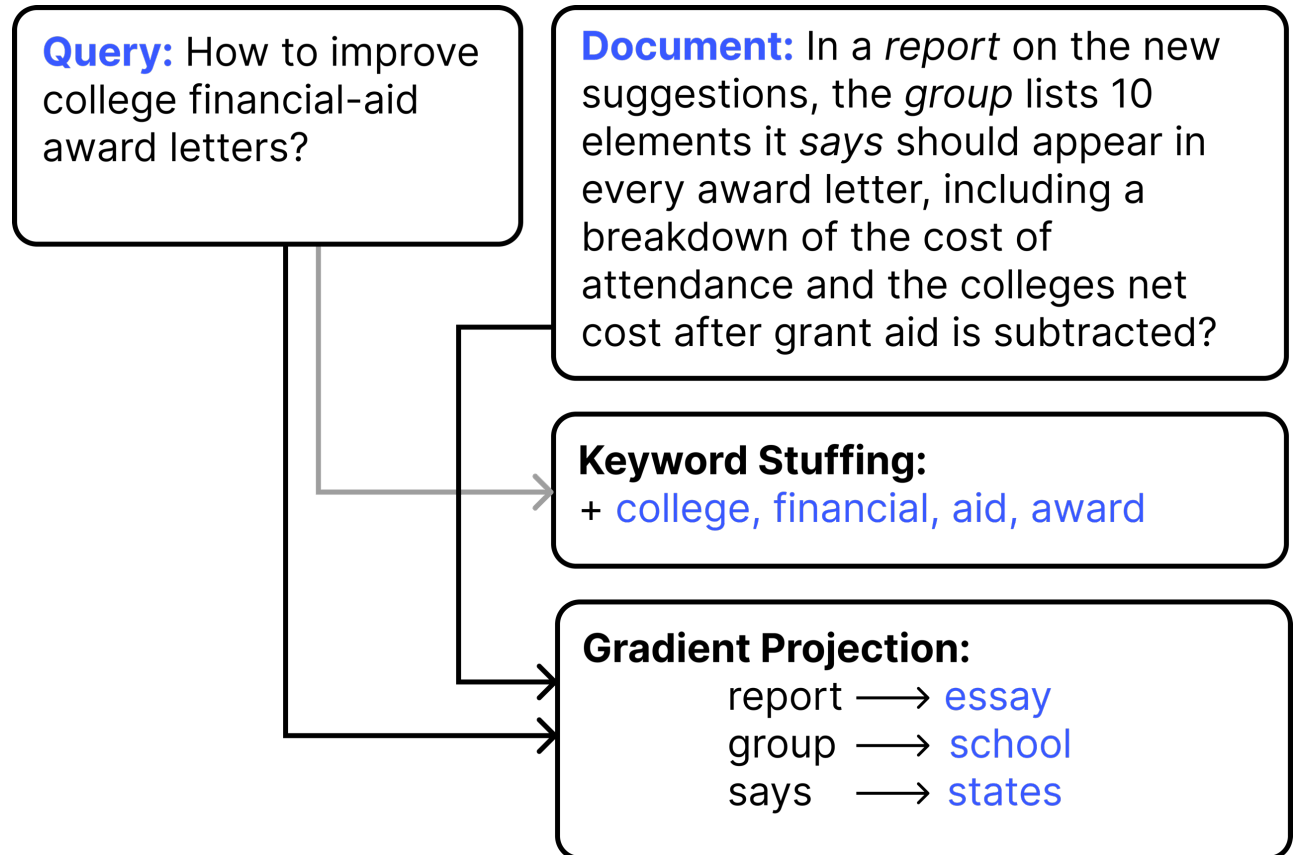 Query: How to improve
college financial-aid
award letters?
Document: In a report on the new
suggestions, the group lists 10
elements it says should appear in
every award letter, including a
breakdown of the cost of
attendance and the colleges net
cost after grant aid is subtracted?
Keyword Stuffing:
+ college, financial, aid, award
Gradient Projection:
report ⟶ essay
group ⟶ school
says ⟶ states